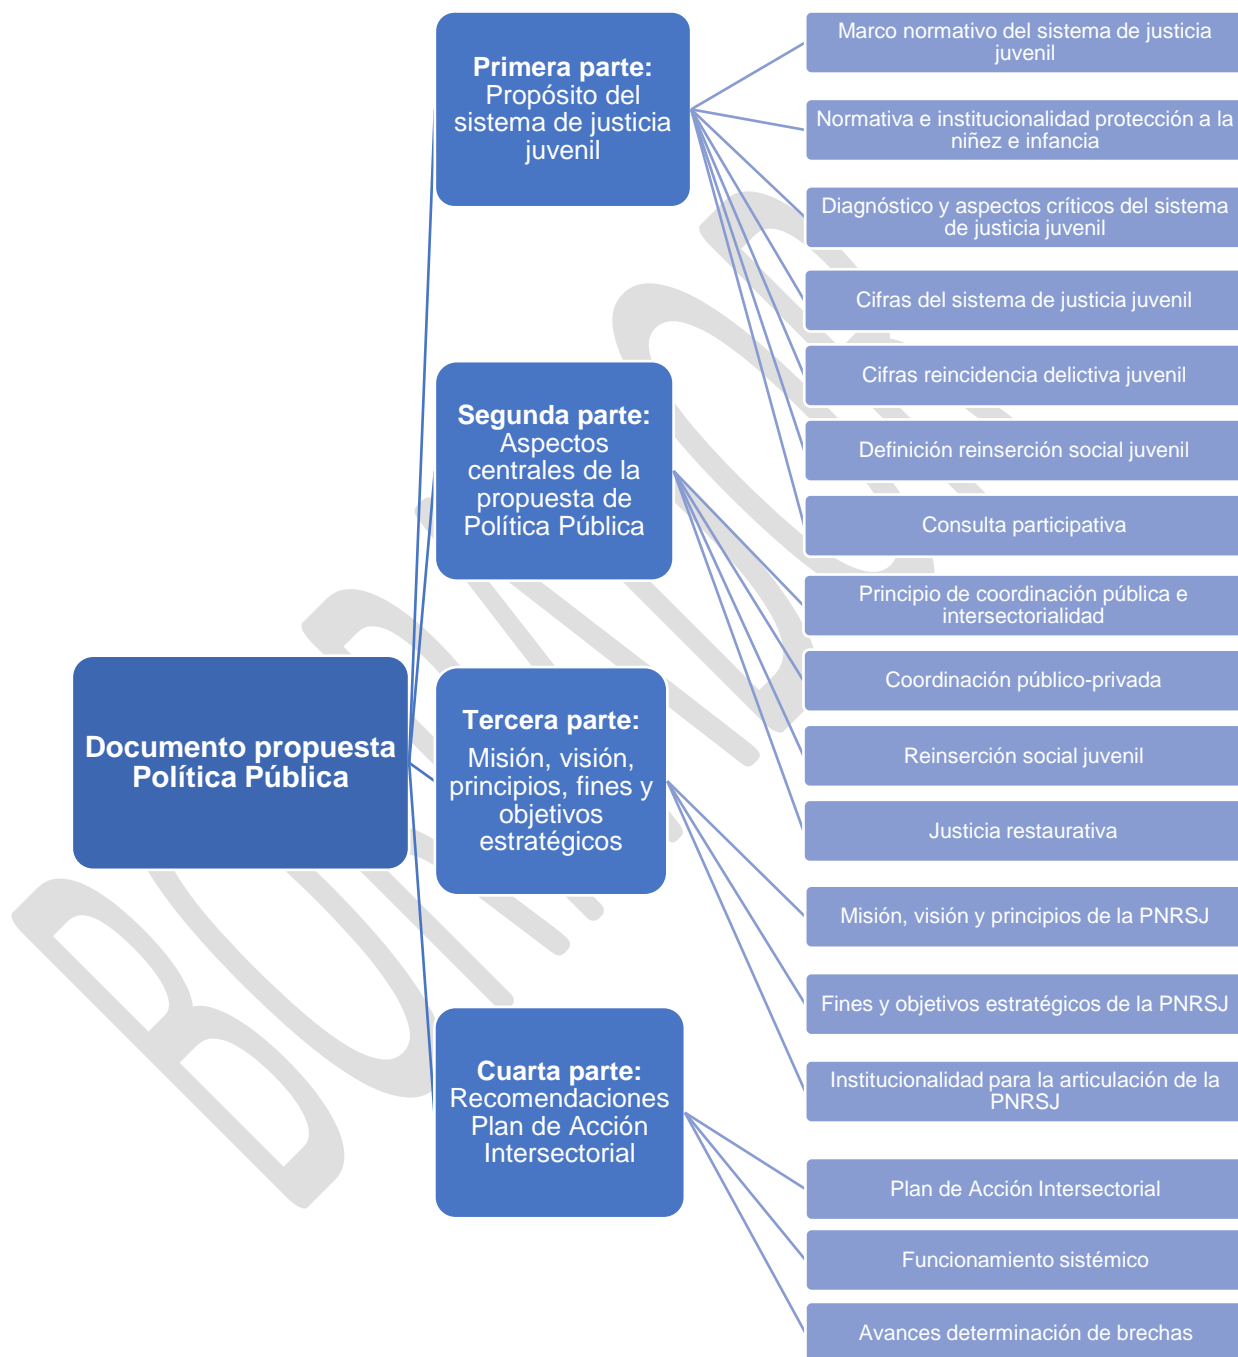 Documento propuesta
Política Pública
Primera parte:
Propósito del
sistema de justicia
juvenil
Marco normativo del sistema de justicia
juvenil
Normativa e institucionalidad protección a la
niñez e infancia
Diagnóstico y aspectos críticos del sistema
de justicia juvenil
Cifras del sistema de justicia juvenil
Cifras reincidencia delictiva juvenil
Definición reinserción social juvenil
Consulta participativa
Segunda parte:
Aspectos
centrales de la
propuesta de
Política Pública
Principio de coordinación pública e
intersectorialidad
Coordinación público-privada
Reinserción social juvenil
Justicia restaurativa
Tercera parte:
Misión, visión,
principios, fines y
objetivos
estratégicos
Misión, visión y principios de la PNRSJ
Fines y objetivos estratégicos de la PNRSJ
Institucionalidad para la articulación de la
PNRSJ
Cuarta parte:
Recomendaciones
Plan de Acción
Intersectorial
Plan de Acción Intersectorial
Funcionamiento sistémico
Avances determinación de brechas
BORRADOR